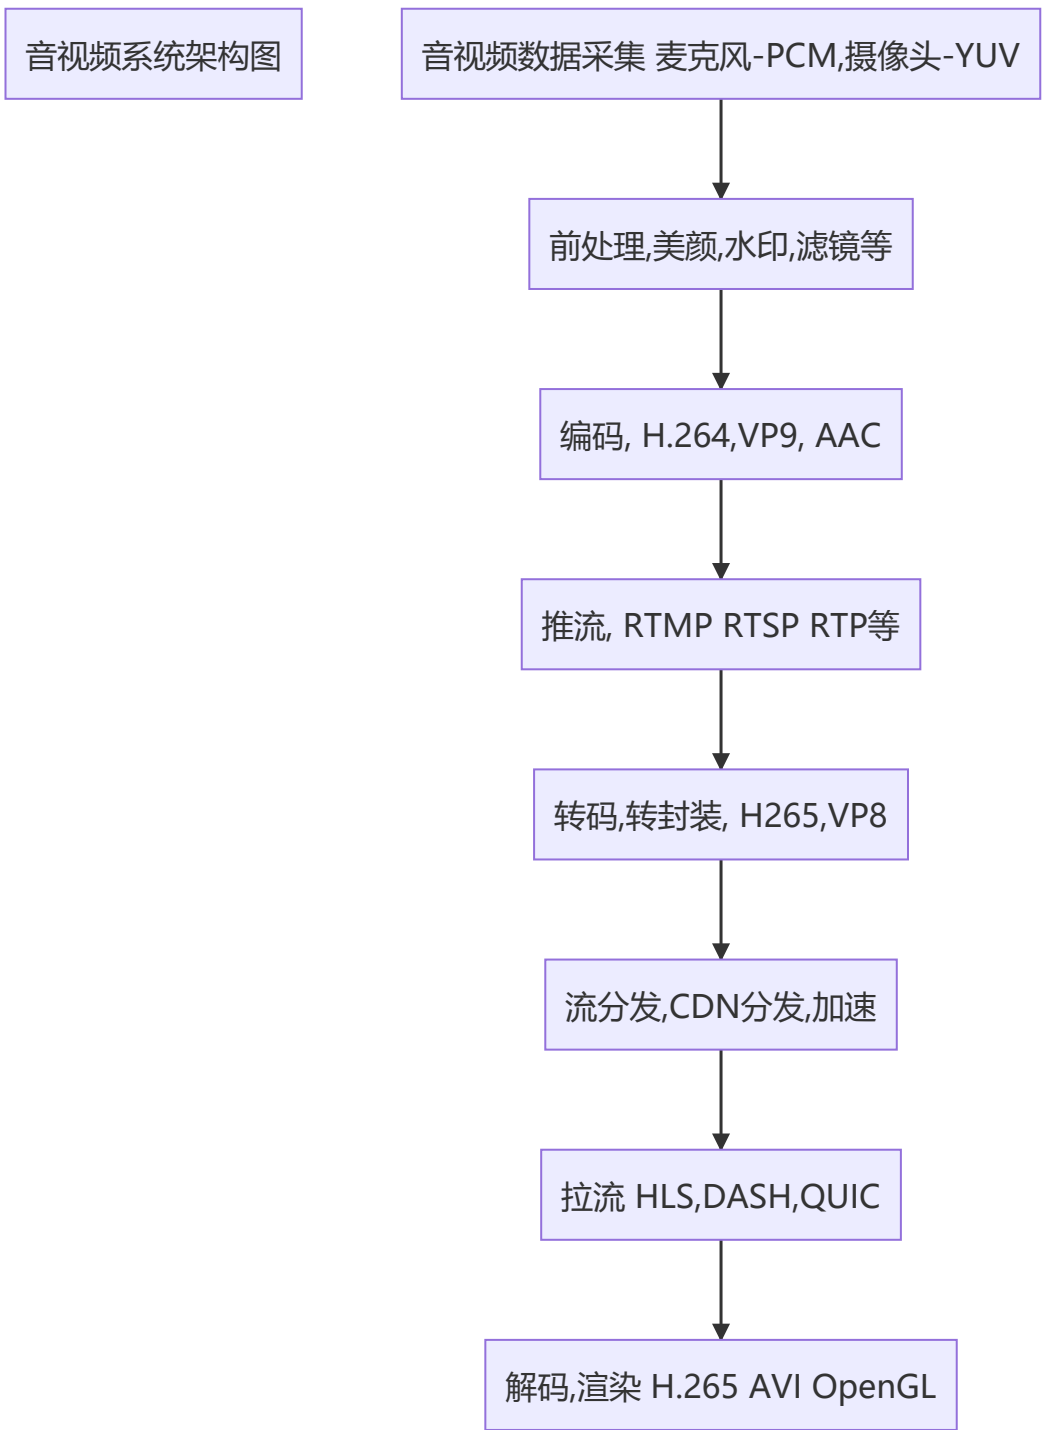 音视频系统架构图
音视频数据采集 麦克风-PCM,摄像头-YUV
前处理,美颜,水印,滤镜等
编码, H.264,VP9, AAC
推流, RTMP RTSP RTP等
转码,转封装, H265,VP8
流分发,CDN分发,加速
拉流 HLS,DASH,QUIC
解码,渲染 H.265 AVI OpenGL